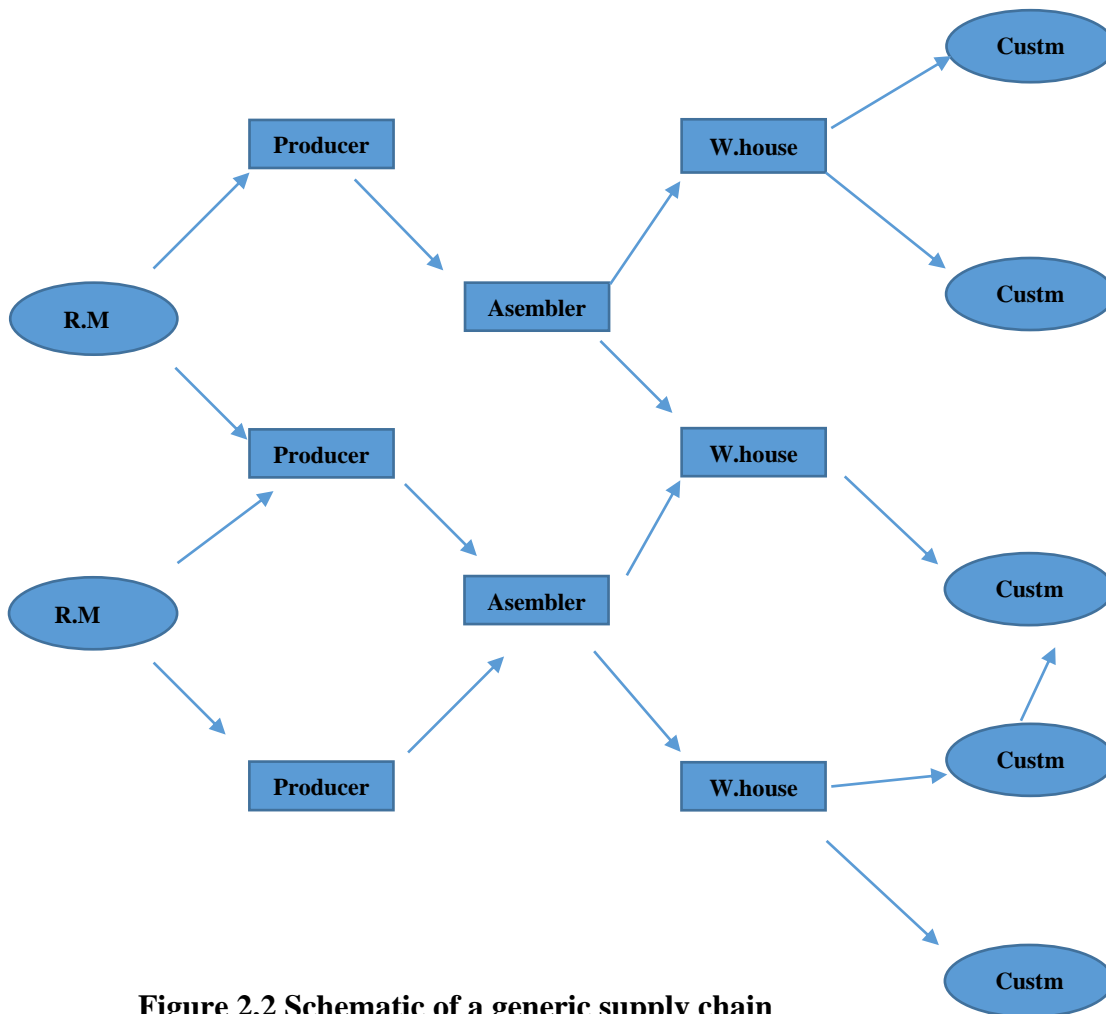 Custm
Producer
W.house
Custm
R.M
Asembler
Producer
W.house
Custm
R.M
Asembler
Custm
Producer
W.house
Custm
Figure 2.2 Schematic of a generic supply chain